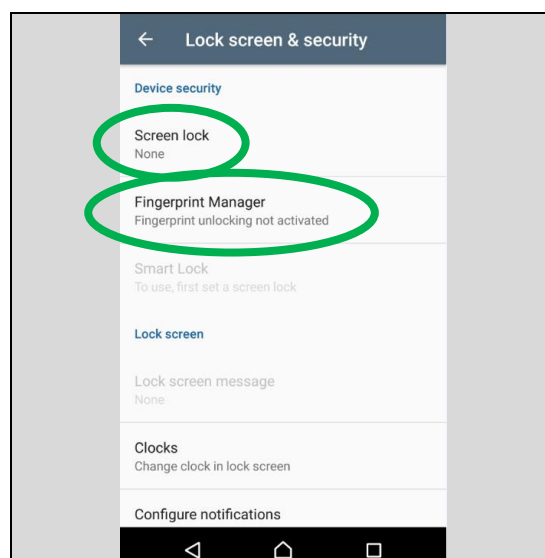 Lock screen & security
Device security
Screen lock
None
Fingerprint Manager
Fingerprint unlocking not activated
Smart Lock
To use, first set a screen lock
Lock screen
Lock screen message
None
Clocks
Change clock in lock screen
Configure notifications